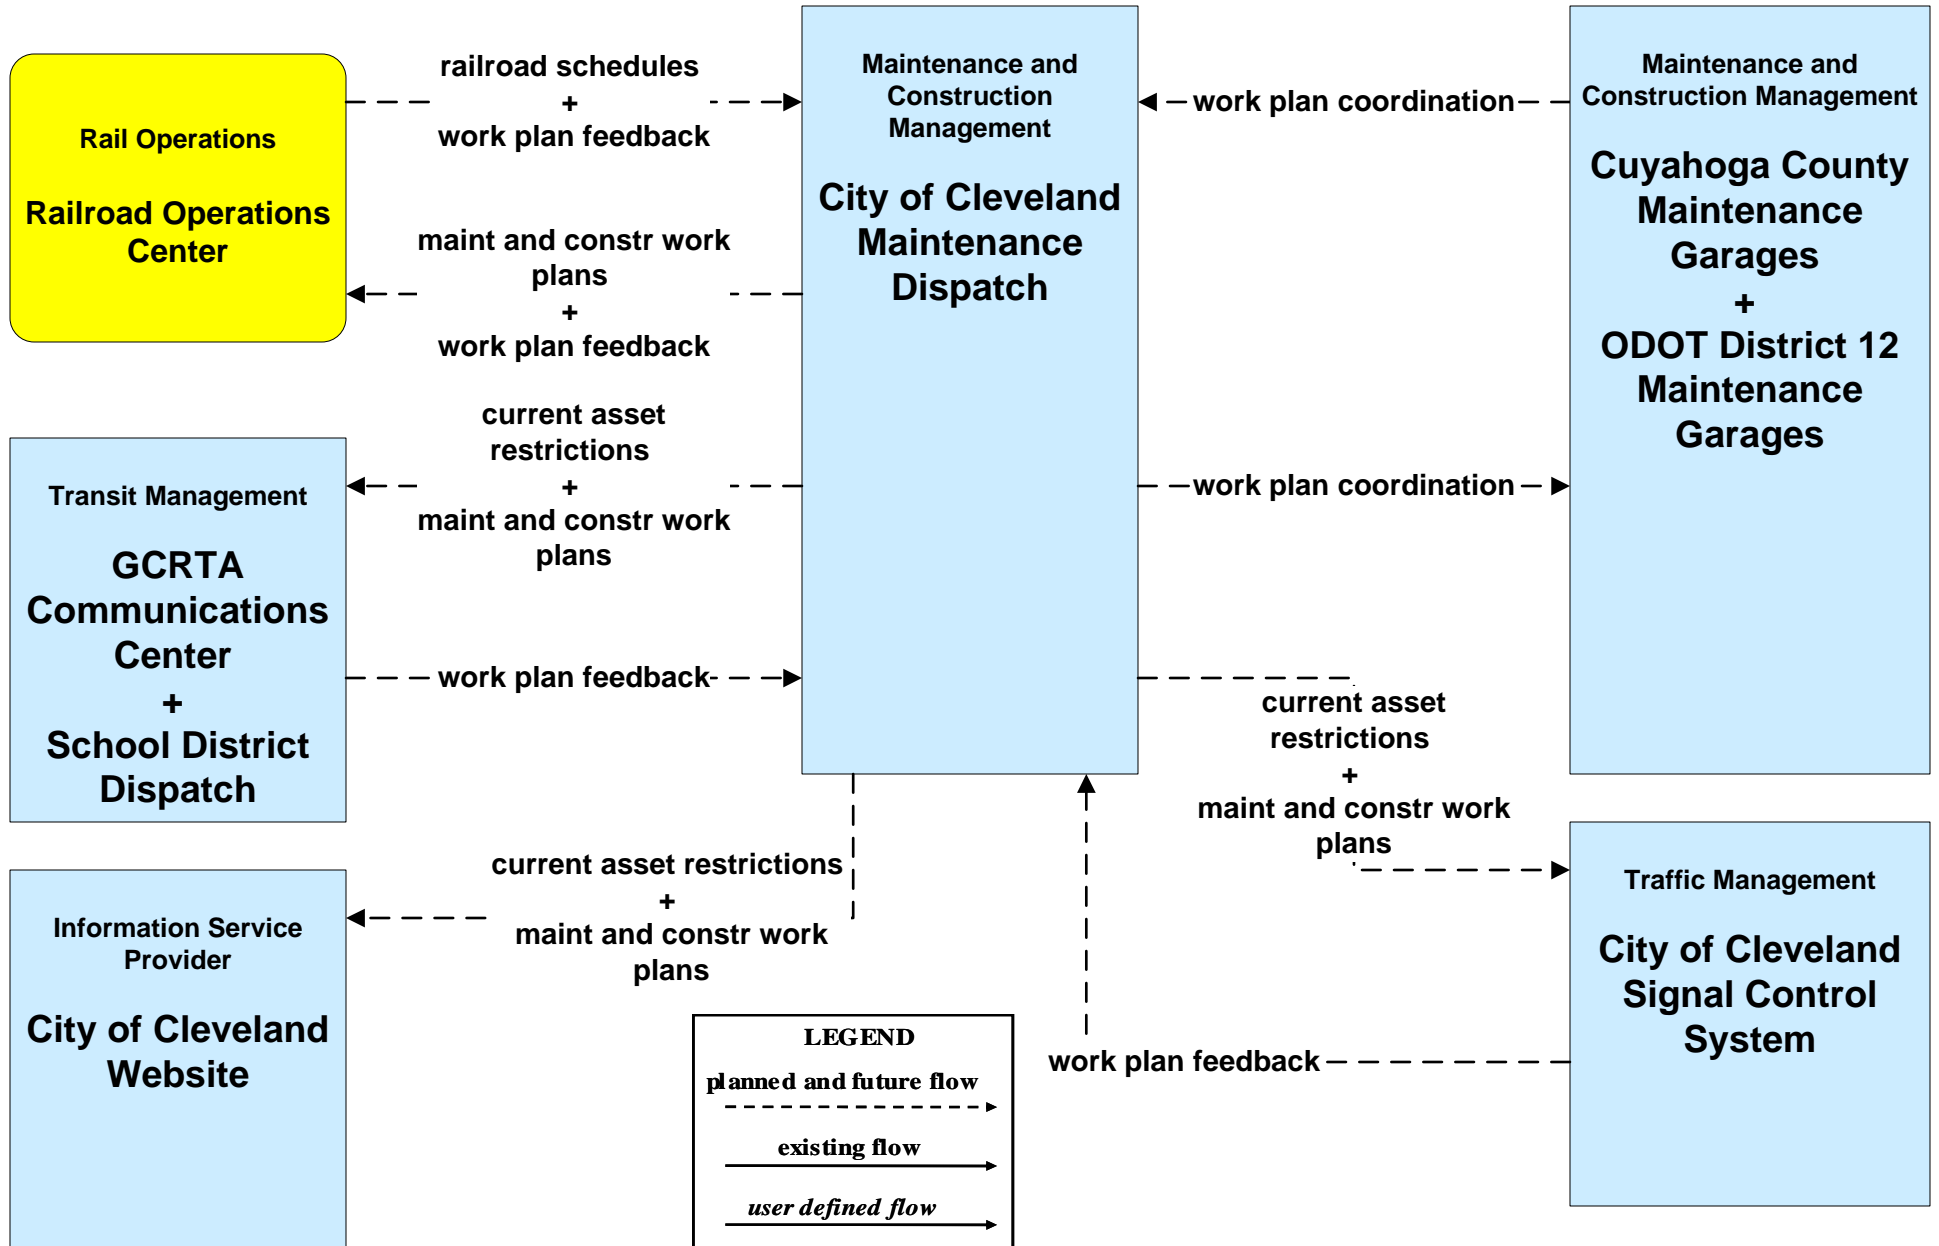 Rail Operations
Railroad Operations
Center
railroad schedules
+
work plan feedback
maint and constr work
plans
+
work plan feedback
Maintenance and
Construction
Management
City of Cleveland
Maintenance
Dispatch
work plan coordination
work plan coordination
Maintenance and
Construction Management
Cuyahoga County
Maintenance
Garages
+
ODOT District 12
Maintenance
Garages
Transit Management
GCRTA
Communications
Center
+
School District
Dispatch
current asset
restrictions
+
maint and constr work
plans
work plan feedback
current asset
restrictions
+
maint and constr work
plans
Information Service
Provider
City of Cleveland
Website
current asset restrictions
+
maint and constr work
plans
Traffic Management
City of Cleveland
Signal Control
System
work plan feedback
LEGEND
planned and future flow
existing flow
user defined flow